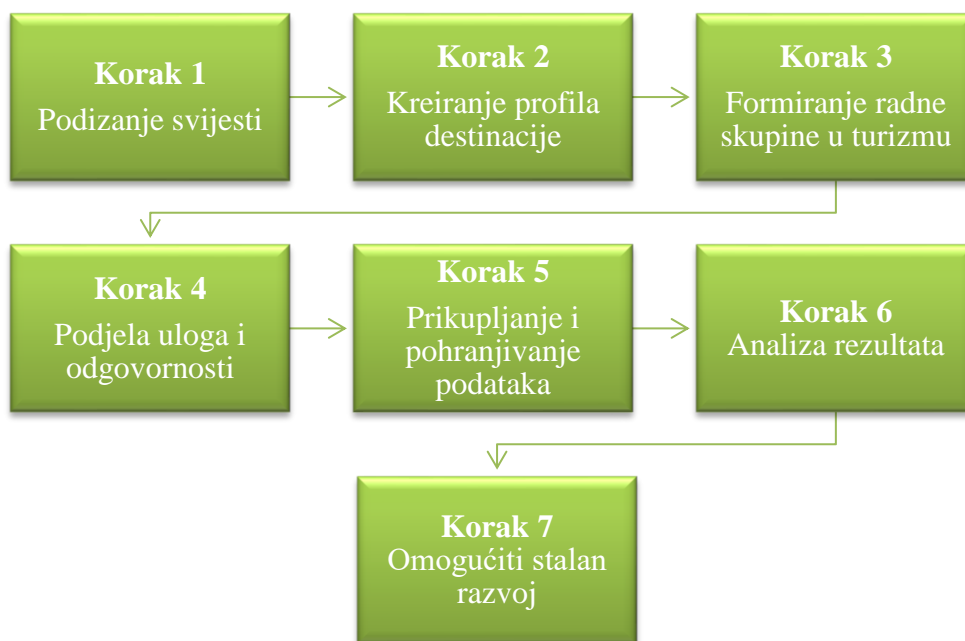 Korak 1
Podizanje svijesti
Korak 2
Kreiranje profila
destinacije
Korak 3
Formiranje radne
skupine u turizmu
Korak 4
Podjela uloga i
odgovornosti
Korak 5
Prikupljanje i
pohranjivanje
podataka
Korak 6
Analiza rezultata
Korak 7
Omogućiti stalan
razvoj